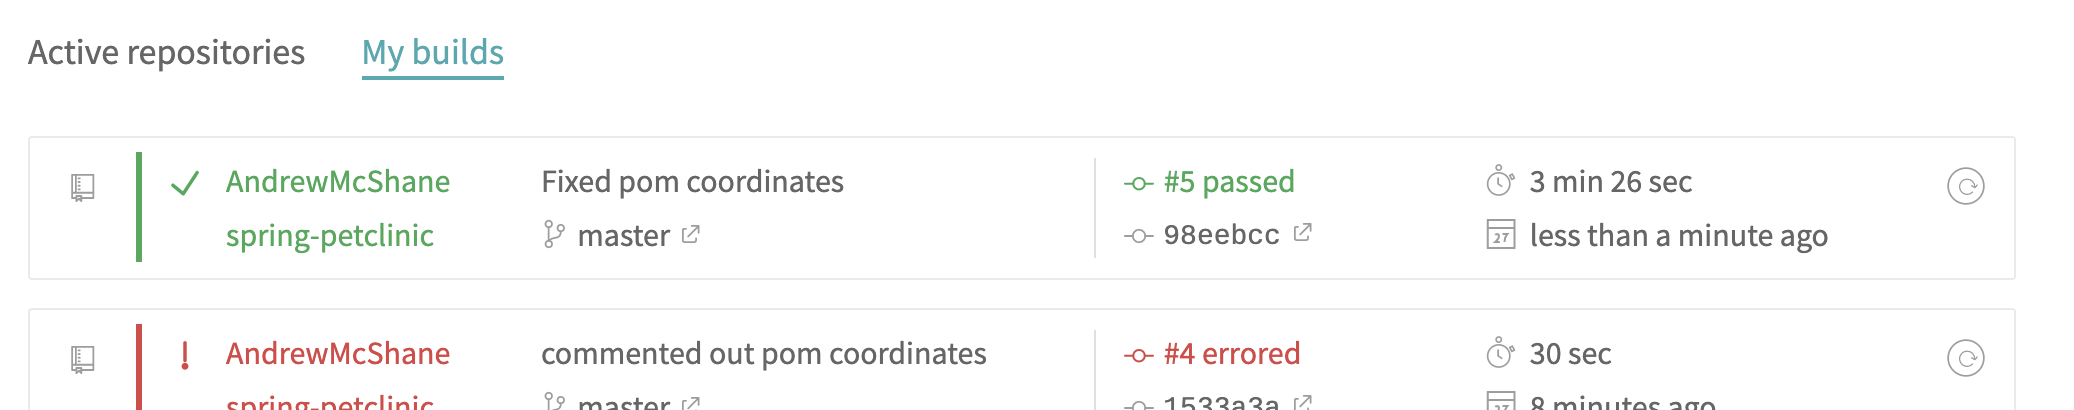 Active repositories My builds
AndrewMcShane Fixed pom coordinates #5 passed 3 min 26 sec
spring-petclinic master 98eebcc 27 less than a minute ago
! AndrewMcShane commented out pom coordinates #4 errored 30 sec
spring-petclinic master 1533a3a 27 8 minutes ago